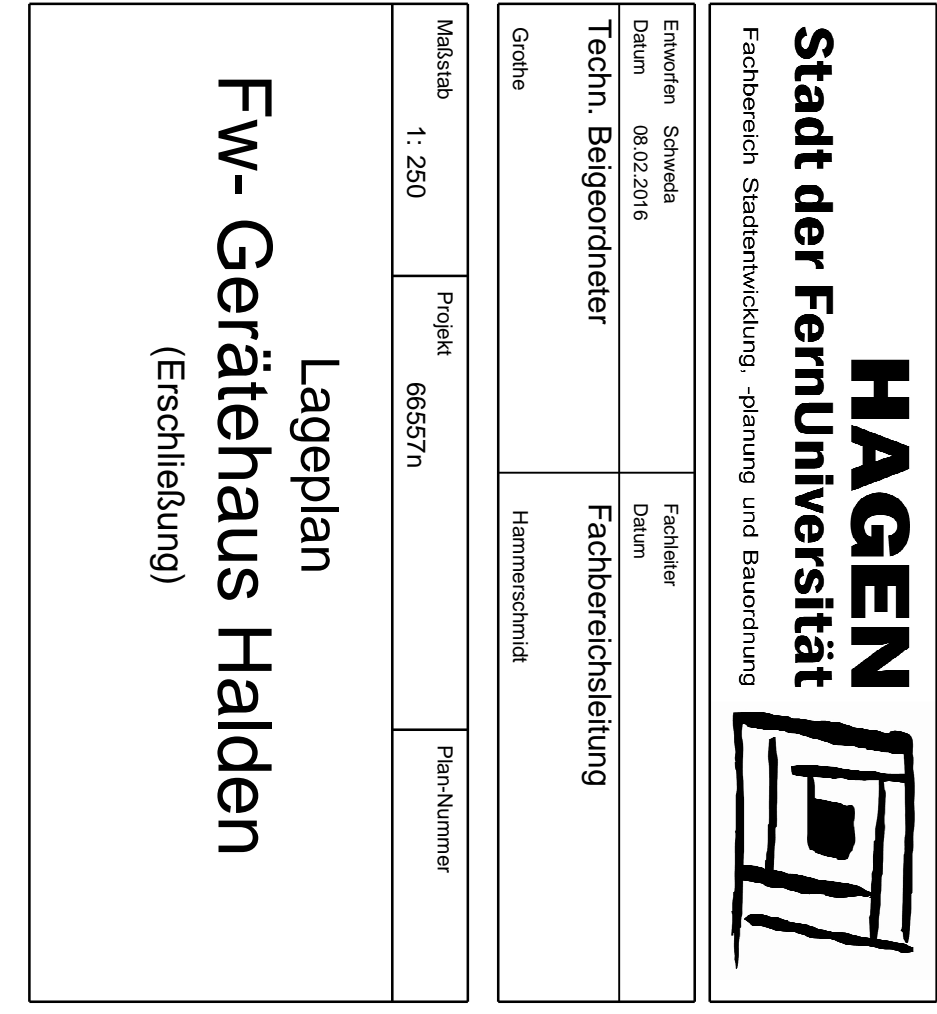 HAGEN
Stadt der FernUniversität
Fachbereich Stadtentwicklung, -planung und Bauordnung
Entworfen Schweda
Datum 08.02.2016
Fachleiter
Datum
Techn. Beigeordneter
Grothe
Fachbereichsleitung
Hammerschmidt
Maßstab
1: 250
Projekt
66557n
Plan-Nummer
Lageplan
Fw- Gerätehaus Halden
(Erschließung)